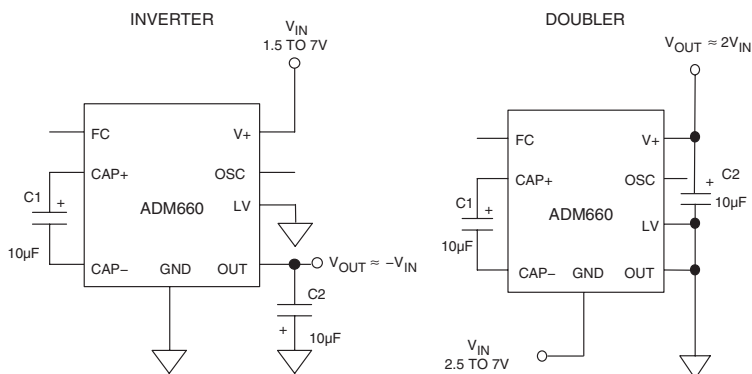 INVERTER
V_IN
1.5 TO 7V
FC
V+
CAP+
OSC
C1
+
ADM660
LV
10µF
CAP–
GND
OUT
V_OUT ≈ –V_IN
C2
+
10µF
DOUBLER
V_OUT ≈ 2V_IN
FC
V+
CAP+
OSC
+
C2
10µF
C1
+
ADM660
LV
10µF
CAP–
GND
OUT
V_IN
2.5 TO 7V